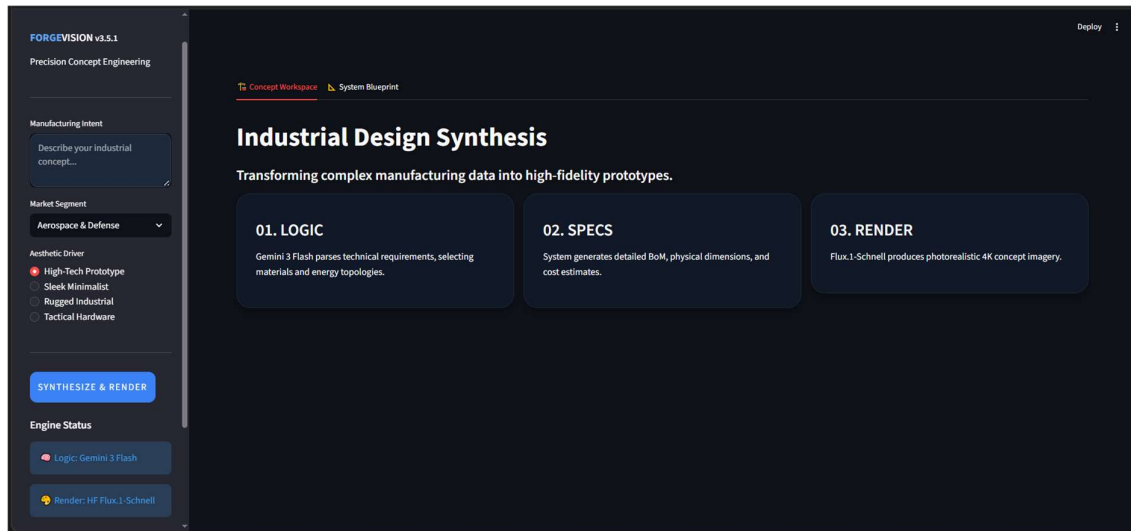 FORGEVISION v3.5.1
Precision Concept Engineering
Manufacturing Intent
Describe your industrial
concept...
Market Segment
Aerospace & Defense
Aesthetic Driver
High-Tech Prototype
Sleek Minimalist
Rugged Industrial
Tactical Hardware
SYNTHESIZE & RENDER
Engine Status
🧠 Logic: Gemini 3 Flash
🎨 Render: HF Flux.1-Schnell
Deploy
🏗️ Concept Workspace 📐 System Blueprint
Industrial Design Synthesis
Transforming complex manufacturing data into high-fidelity prototypes.
01. LOGIC
Gemini 3 Flash parses technical requirements, selecting
materials and energy topologies.
02. SPECS
System generates detailed BoM, physical dimensions, and
cost estimates.
03. RENDER
Flux.1-Schnell produces photorealistic 4K concept imagery.